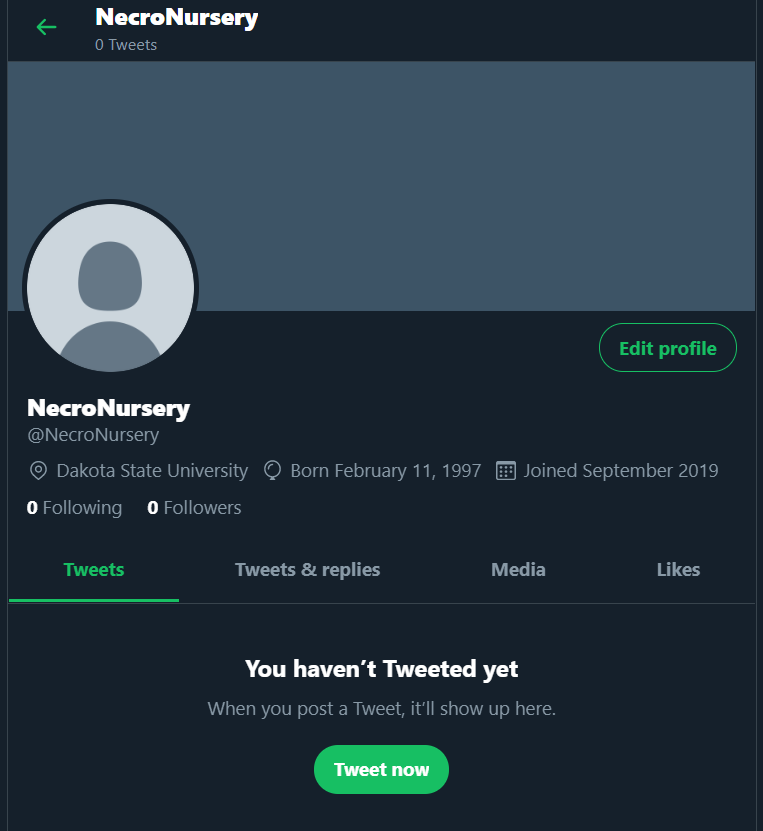 NecroNursery
0 Tweets
Edit profile
NecroNursery
@NecroNursery
Dakota State University Born February 11, 1997 Joined September 2019
0 Following 0 Followers
Tweets Tweets & replies Media Likes
You haven’t Tweeted yet
When you post a Tweet, it’ll show up here.
Tweet now